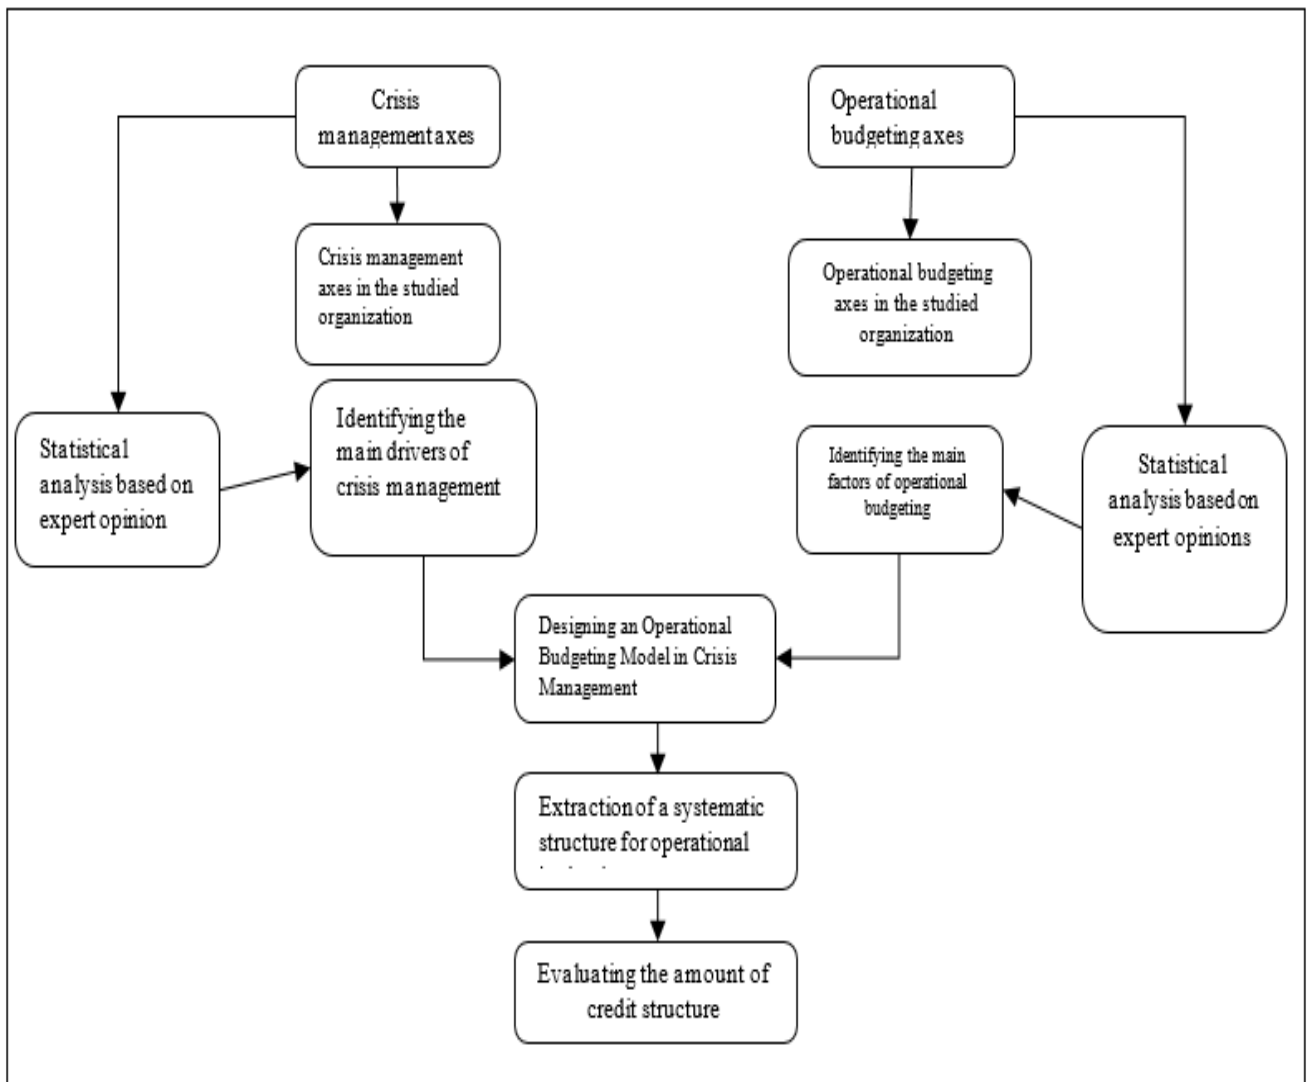 Crisis
management axes
Operational
budgeting axes
Crisis management
axes in the studied
organization
Operational budgeting
axes in the studied
organization
Statistical
analysis based on
expert opinion
Identifying the
main drivers of
crisis management
Identifying the main
factors of operational
budgeting
Statistical
analysis based on
expert opinions
Designing an Operational
Budgeting Model in Crisis
Management
Extraction of a systematic
structure for operational
Evaluating the amount of
credit structure